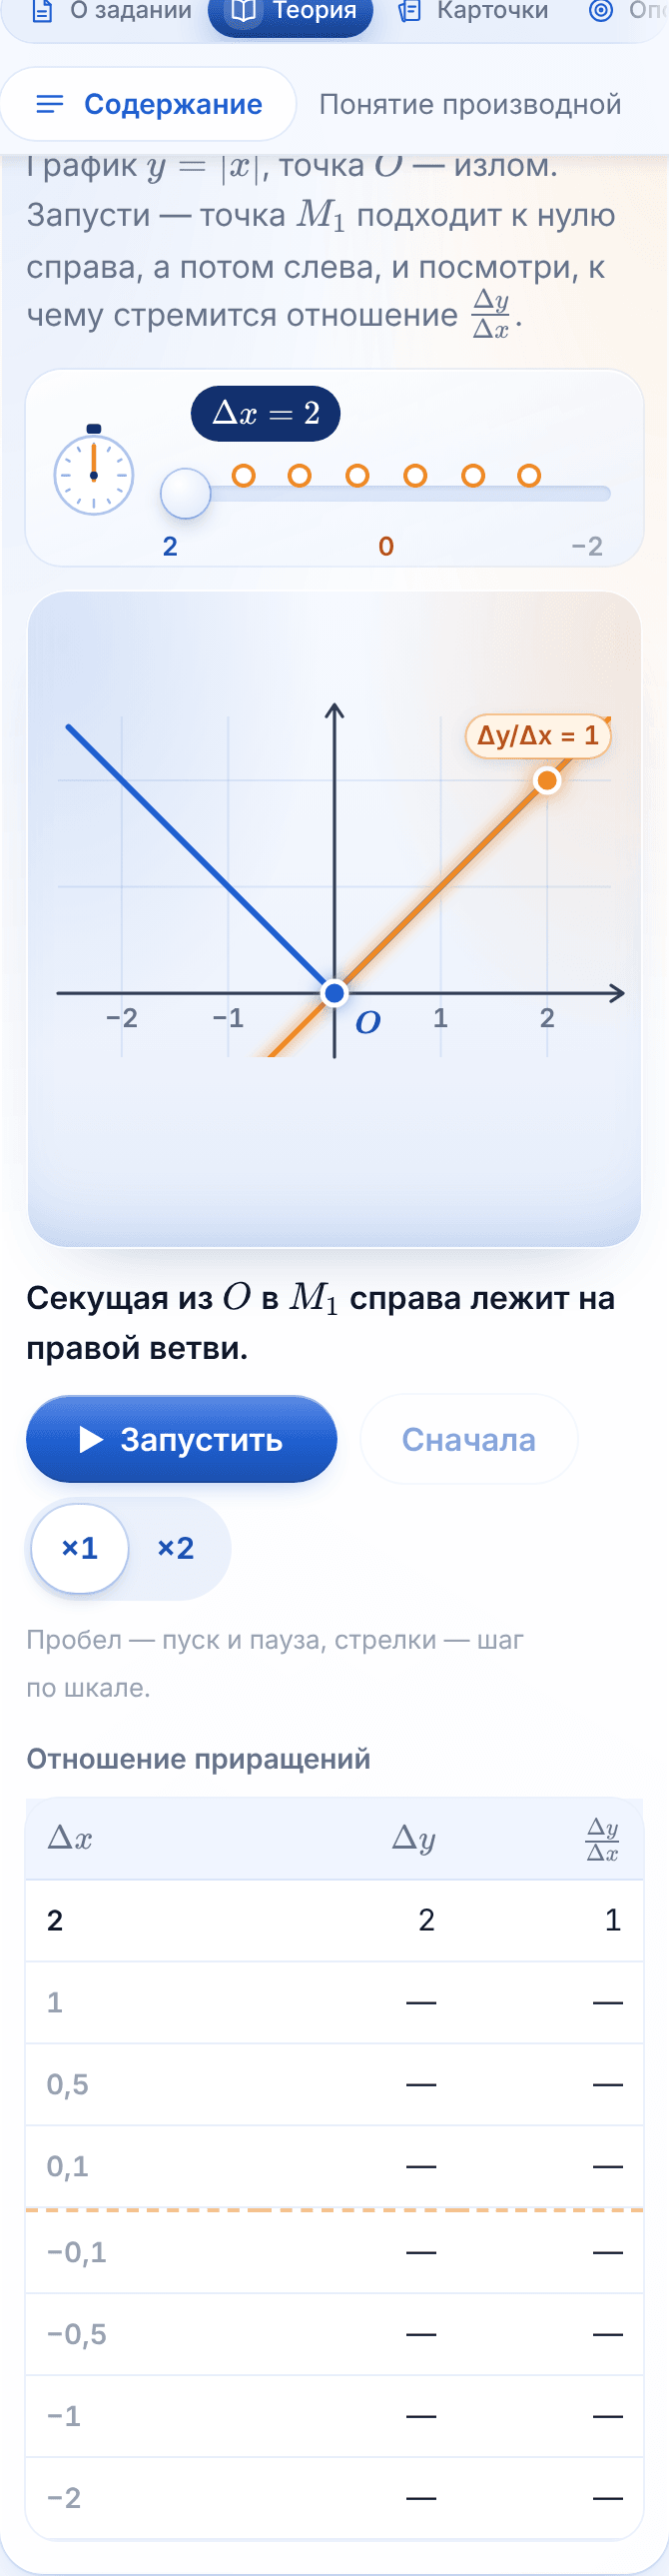 О задании Теория Карточки Оп
Содержание Понятие производной
График y = |x|, точка O — излом.
Запусти — точка M₁ подходит к нулю
справа, а потом слева, и посмотри, к
чему стремится отношение Δy/Δx.
Δx = 2
2 0 −2
Δy/Δx = 1
−2 −1 O 1 2
Секущая из O в M₁ справа лежит на
правой ветви.
Запустить Сначала
×1 ×2
Пробел — пуск и пауза, стрелки — шаг
по шкале.
Отношение приращений
Δx Δy Δy/Δx
2 2 1
1 — —
0,5 — —
0,1 — —
−0,1 — —
−0,5 — —
−1 — —
−2 — —